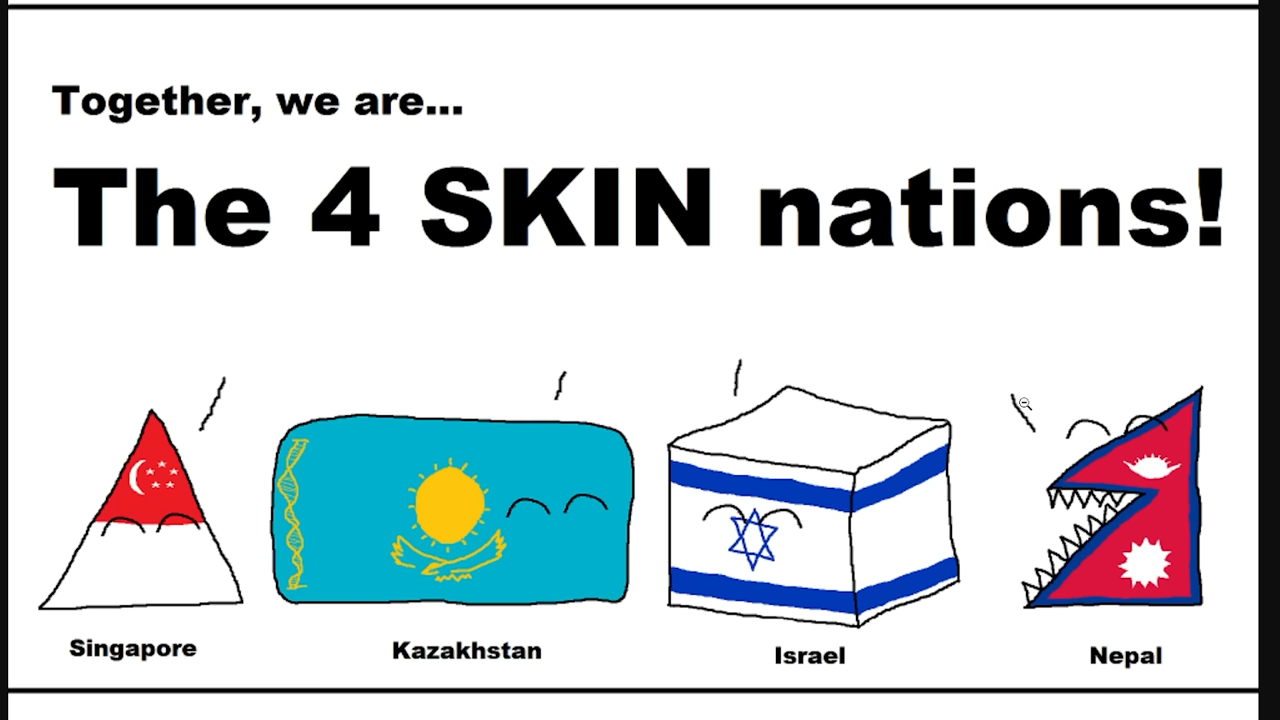 Together, we are...
The 4 SKIN nations!
Singapore
Kazakhstan
Israel
Nepal